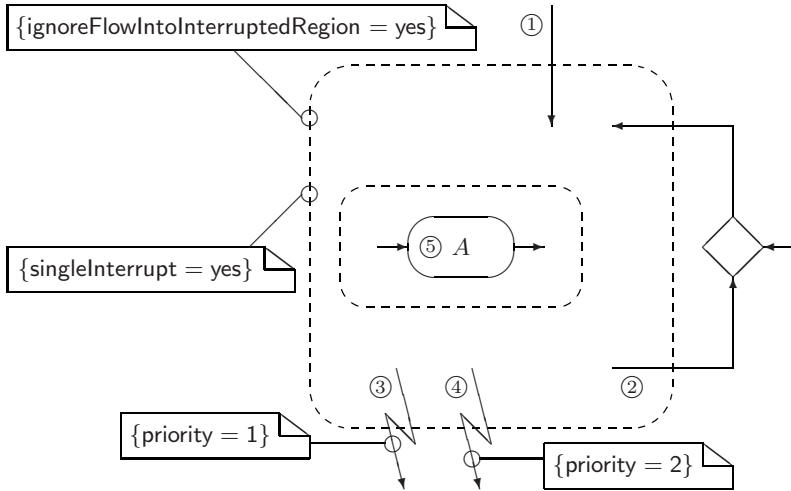 {ignoreFlowIntoInterruptedRegion = yes}
①
⑤ A
{singleInterrupt = yes}
③
④
②
{priority = 1}
{priority = 2}